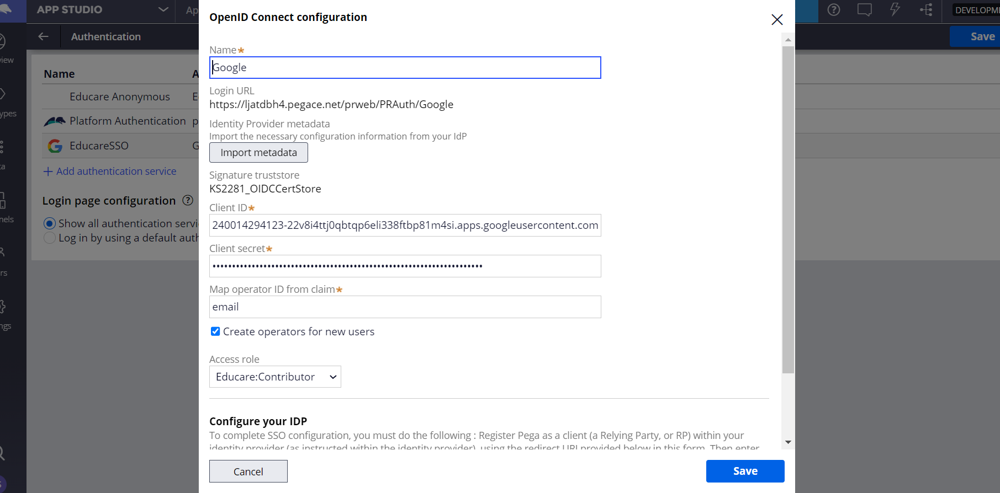 APP STUDIO
Ap
DEVELOPM
Authentication
Save
OpenID Connect configuration
Name*
Google
Login URL
https://ljatdbh4.pegace.net/prweb/PRAuth/Google
Identity Provider metadata
Import the necessary configuration information from your IdP
Import metadata
Signature truststore
KS2281_OIDCCertStore
Client ID*
240014294123-22v8i4ttj0qbtqp6eli338ftbp81m4si.apps.googleusercontent.com
Client secret*
Map operator ID from claim*
email
Create operators for new users
Access role
Educare:Contributor
Configure your IDP
To complete SSO configuration, you must do the following : Register Pega as a client (a Relying Party, or RP) within your
identity provider (as instructed within the identity provider), using the redirect URI provided below in this form. Then enter
Cancel
Save
Name A
Educare Anonymous E
Platform Authentication p
EducareSSO G
+ Add authentication service
Login page configuration ?
Show all authentication servi
Log in by using a default auth
iew
ypes
ta
nels
rs
ngs